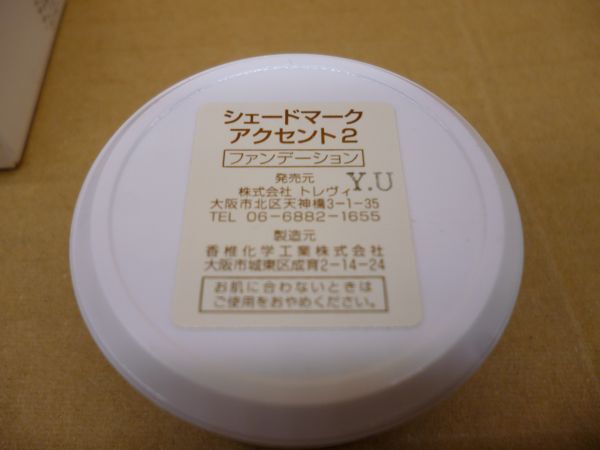 シェードマーク
アクセント2
ファンデーション
発売元
Y.U
株式会社 トレヴィ
大阪市北区天神橋3-1-35
TEL 06-6882-1655
製造元
香椎化学工業株式会社
大阪市城東区成育2-14-24
お肌に合わないときは
ご使用をおやめください。